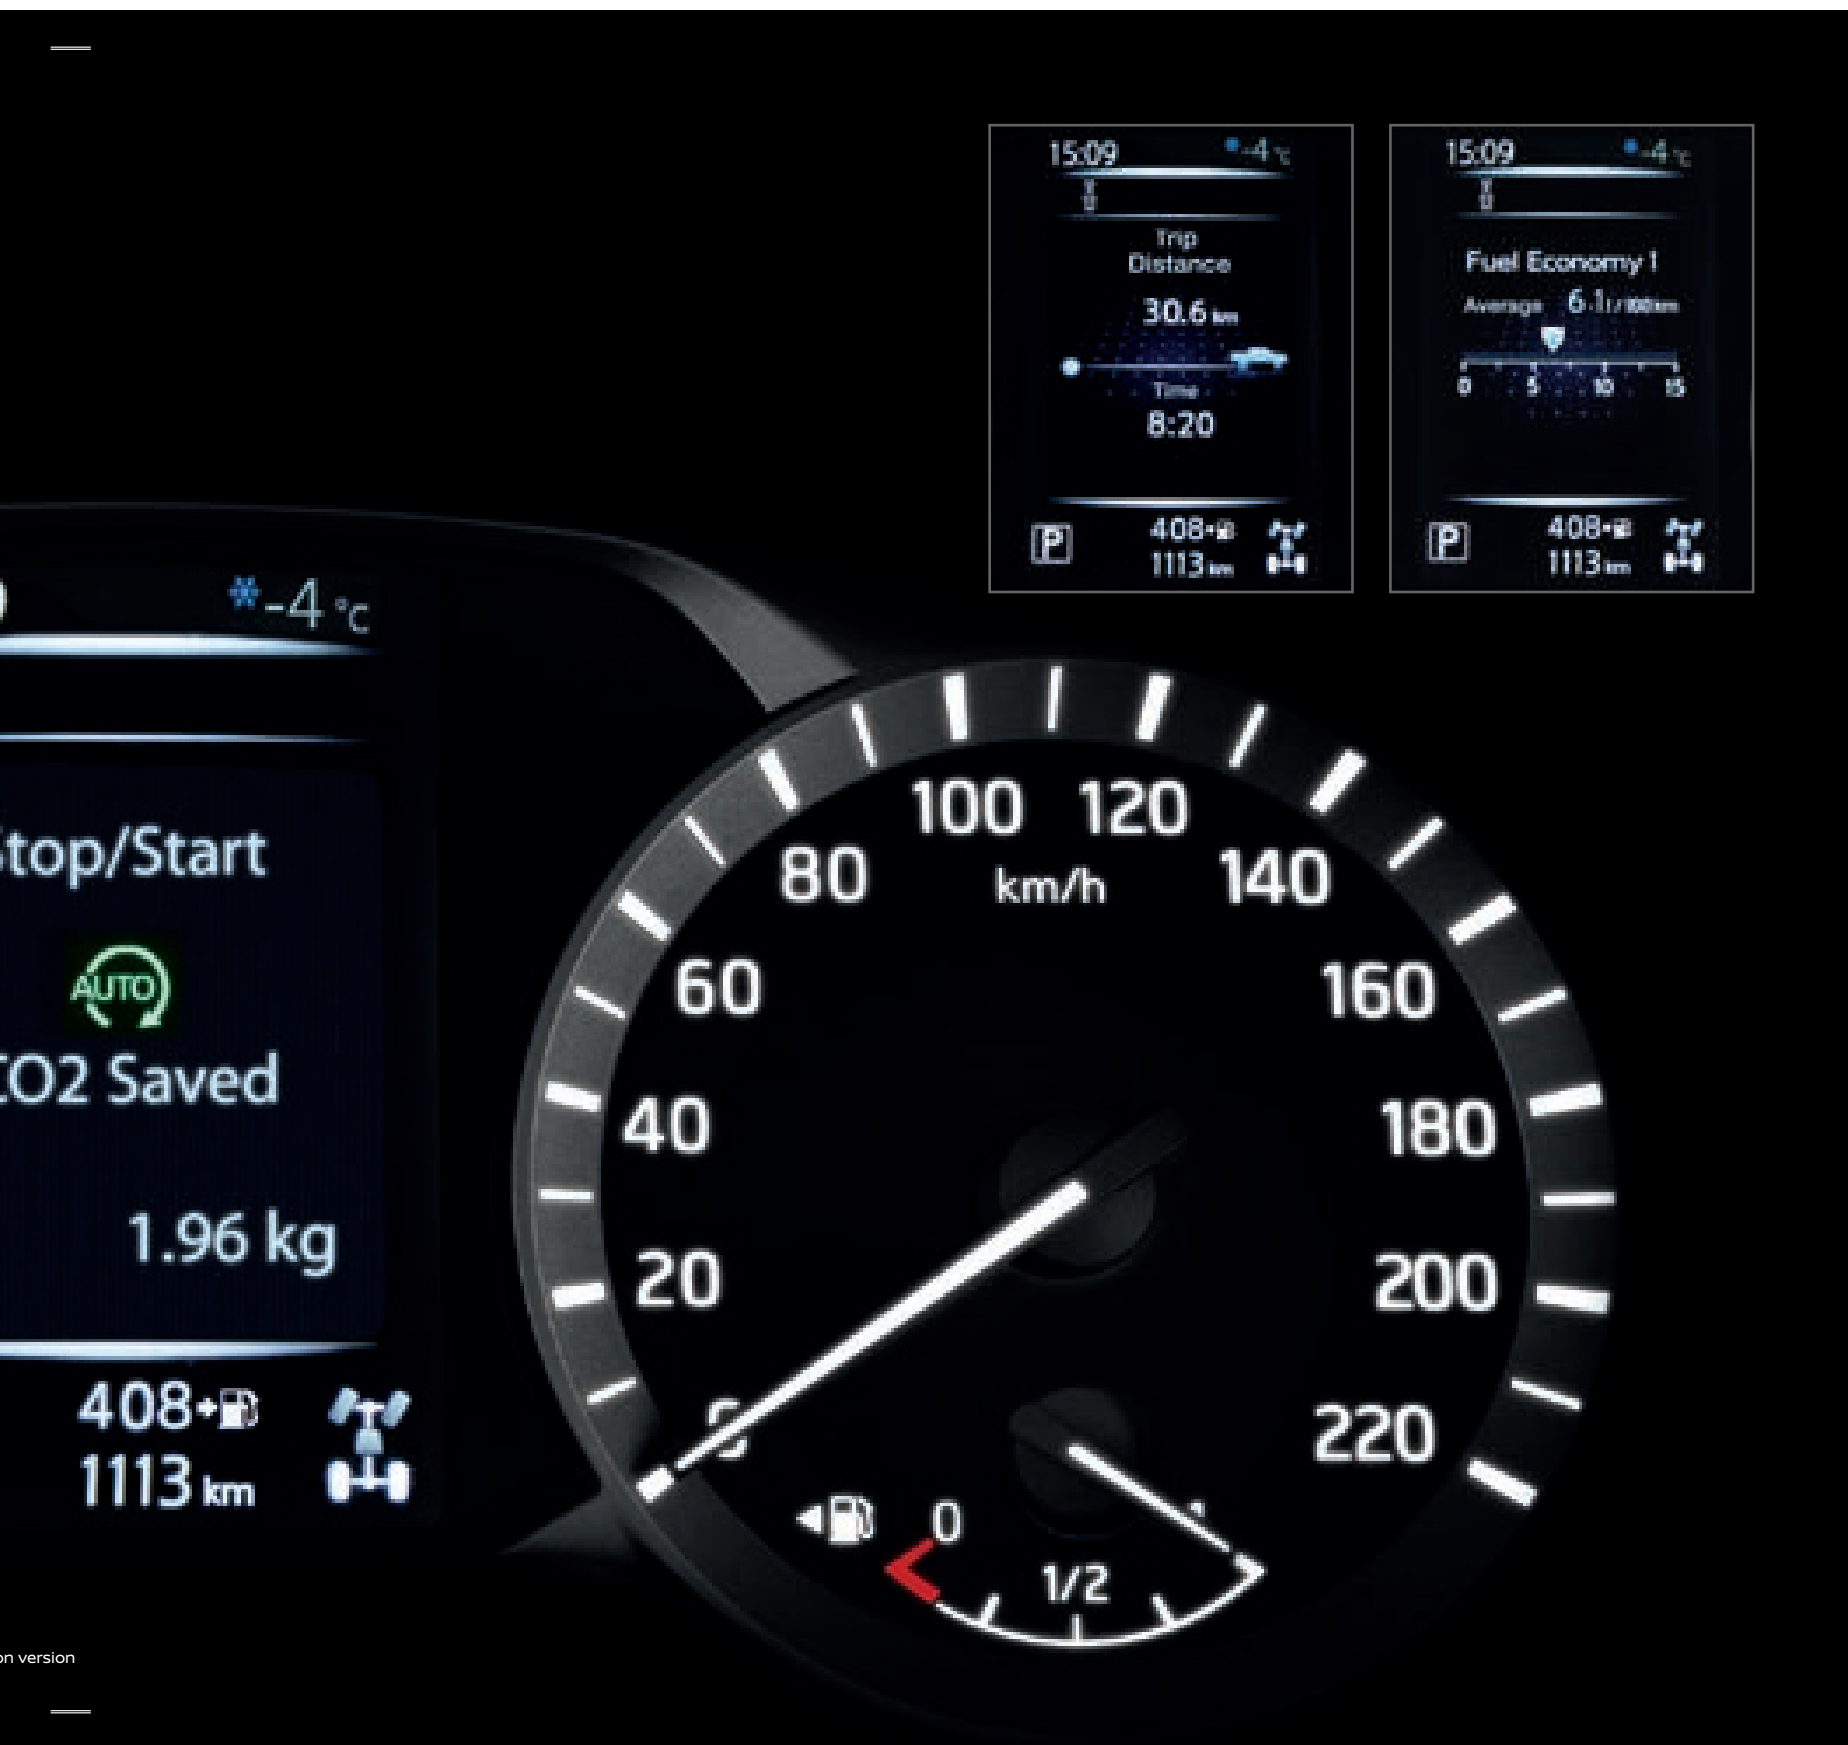 15:09 -4 °C
Trip
Distance
30.6 km
Time
8:20
P 408
1113 km
15:09 -4 °C
Fuel Economy 1
Average 6.1 l/100km
0 5 10 15
P 408
1113 km
-4 °C
Stop/Start
AUTO
CO2 Saved
1.96 kg
408
1113 km
100 120
80 km/h 140
60 160
40 180
20 200
0 220
0 1
1/2
on version